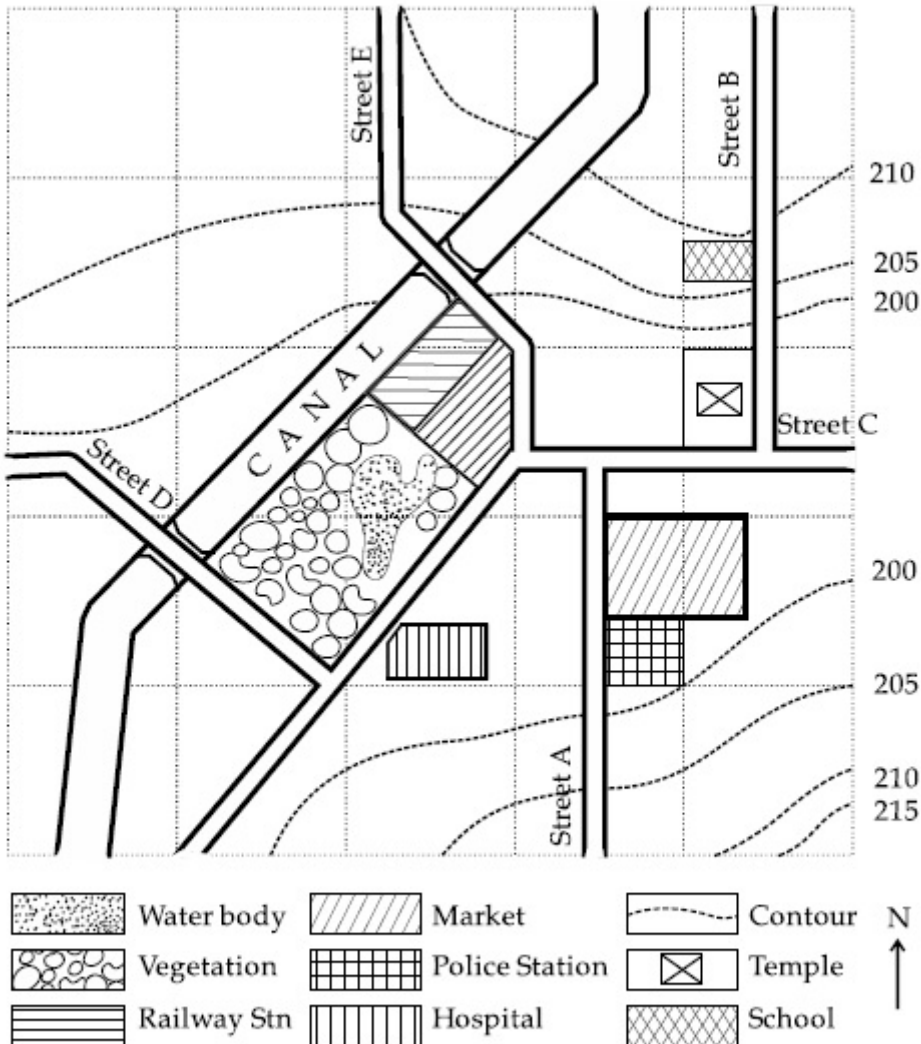 Street E
Street B
210
205
200
CANAL
Street C
Street D
200
205
210
215
Street A
Water body
Market
Contour
N
Vegetation
Police Station
Temple
Railway Stn
Hospital
School